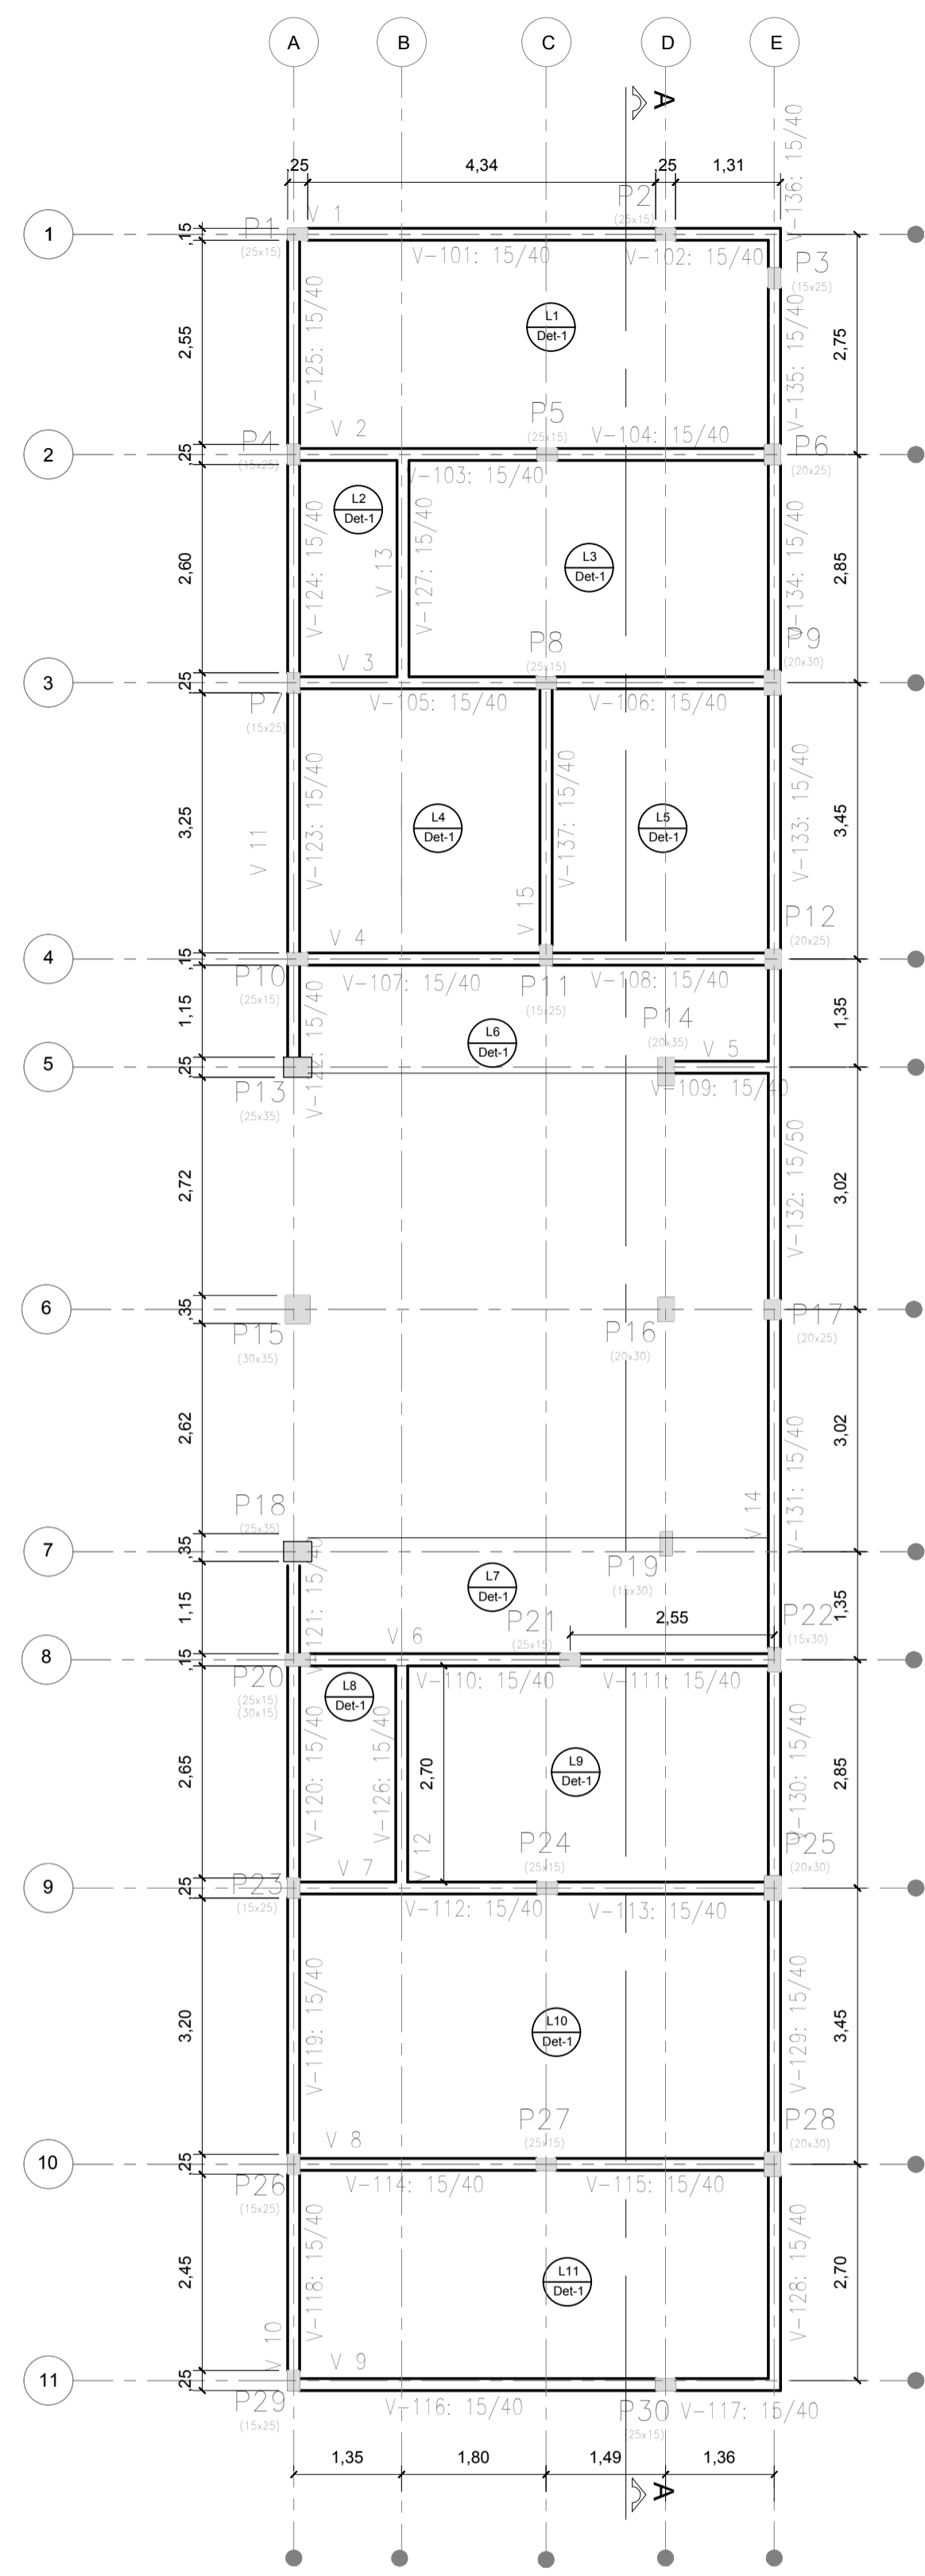 A B C D E
A
,25 4,34 ,25 1,31
V-136: 15/40
P2
(25x15)
V 1
1
P1
(25x15)
,15
V-101: 15/40
V-102: 15/40
P3
(15x25)
L1
Det-1
2,55
V-125: 15/40
V-135: 15/40
2,75
P5
(25x15)
V 2
V-104: 15/40
P4
(15x25)
2
,25
P6
(20x25)
V-103: 15/40
L2
Det-1
V-124: 15/40
V 13
V-127: 15/40
L3
Det-1
2,60
V-134: 15/40
2,85
P8
(25x15)
P9
(20x30)
V 3
3
,25
P7
(15x25)
V-105: 15/40
V-106: 15/40
3,25
V 11
V-123: 15/40
L4
Det-1
V-137: 15/40
L5
Det-1
V-133: 15/40
3,45
V 15
V 4
P12
(20x25)
4
,15
P10
(25x15)
V-107: 15/40
P11
(15x25)
V-108: 15/40
1,15
L6
Det-1
P14
(20x35)
1,35
V 5
5
,25
P13
(25x35)
V-109: 15/40
2,72
V-132: 15/50
3,02
6
,35
P15
(30x35)
P16
(20x30)
P17
(20x25)
2,62
3,02
V 14
V-131: 15/40
P18
(25x35)
7
,35
P19
(15x30)
L7
Det-1
1,15
V 6
P21
(25x15)
2,55
P22
(15x30)
1,35
8
,15
P20
(25x15)
(30x15)
L8
Det-1
V-110: 15/40
V-111: 15/40
2,65
V-120: 15/40
V-126: 15/40
2,70
L9
Det-1
V-130: 15/40
2,85
V 7
V 12
P24
(25x15)
P25
(20x30)
9
,25
P23
(15x25)
V-112: 15/40
V-113: 15/40
3,20
V-119: 15/40
L10
Det-1
V-129: 15/40
3,45
V 8
P27
(25x15)
P28
(20x30)
10
,25
P26
(15x25)
V-114: 15/40
V-115: 15/40
2,45
V-118: 15/40
L11
Det-1
V-128: 15/40
2,70
V 10
V 9
11
,25
P29
(15x25)
V-116: 15/40
P30
(25x15)
V-117: 15/40
1,35 1,80 1,49 1,36
A